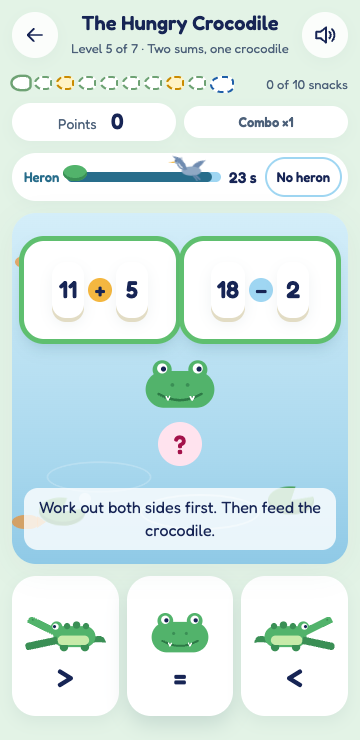 The Hungry Crocodile
Level 5 of 7 · Two sums, one crocodile
0 of 10 snacks
Points 0
Combo ×1
Heron
23 s
No heron
11 + 5
18 − 2
?
Work out both sides first. Then feed the
crocodile.
> = <